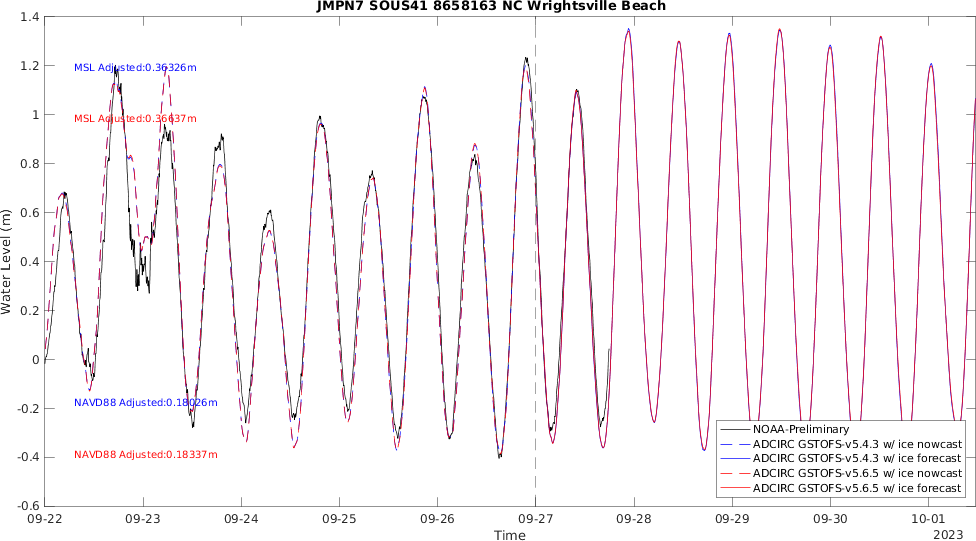 JMPN7 SOUS41 8658163 NC Wrightsville Beach
1.4
1.2
1
0.8
0.6
0.4
0.2
0
-0.2
-0.4
-0.6
Water Level (m)
MSL Adjusted:0.36326m
MSL Adjusted:0.36637m
NAVD88 Adjusted:0.18026m
NAVD88 Adjusted:0.18337m
NOAA-Preliminary
ADCIRC GSTOFS-v5.4.3 w/ ice nowcast
ADCIRC GSTOFS-v5.4.3 w/ ice forecast
ADCIRC GSTOFS-v5.6.5 w/ ice nowcast
ADCIRC GSTOFS-v5.6.5 w/ ice forecast
09-22 09-23 09-24 09-25 09-26 09-27 09-28 09-29 09-30 10-01
Time
2023